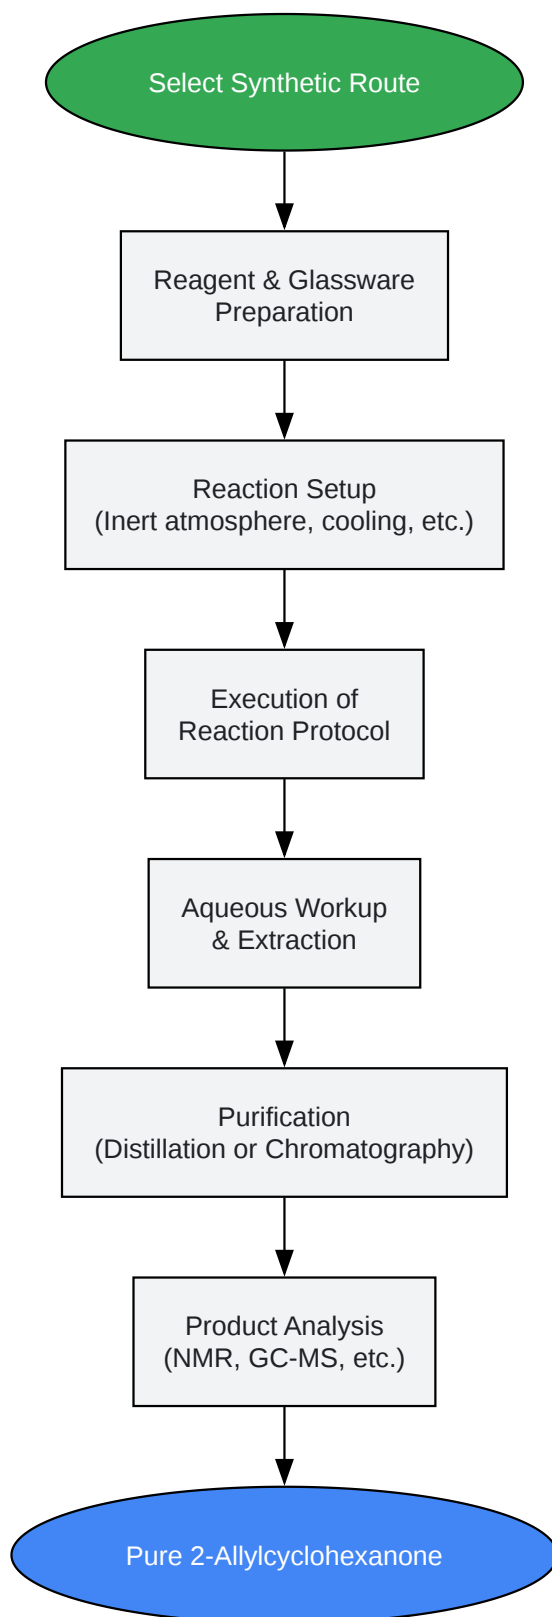 Select Synthetic Route
Reagent & Glassware
Preparation
Reaction Setup
(Inert atmosphere, cooling, etc.)
Execution of
Reaction Protocol
Aqueous Workup
& Extraction
Purification
(Distillation or Chromatography)
Product Analysis
(NMR, GC-MS, etc.)
Pure 2-Allylcyclohexanone